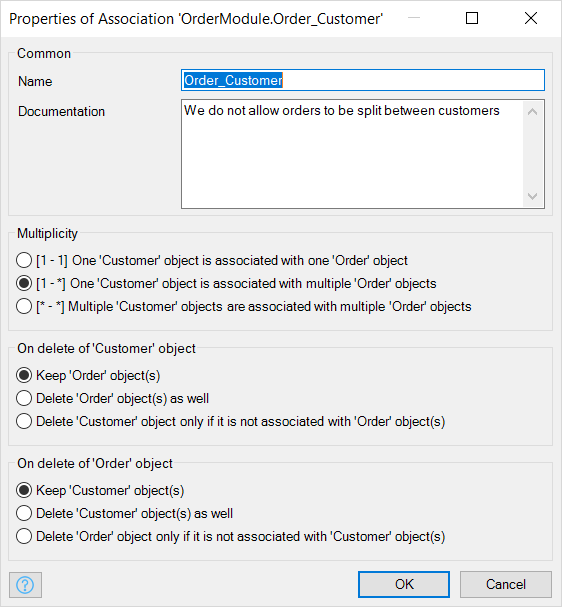 Properties of Association 'OrderModule.Order_Customer'
Common
Name
Order_Customer
Documentation
We do not allow orders to be split between customers
Multiplicity
[1 - 1] One 'Customer' object is associated with one 'Order' object
[1 - *] One 'Customer' object is associated with multiple 'Order' objects
[* - *] Multiple 'Customer' objects are associated with multiple 'Order' objects
On delete of 'Customer' object
Keep 'Order' object(s)
Delete 'Order' object(s) as well
Delete 'Customer' object only if it is not associated with 'Order' object(s)
On delete of 'Order' object
Keep 'Customer' object(s)
Delete 'Customer' object(s) as well
Delete 'Order' object only if it is not associated with 'Customer' object(s)
?
OK
Cancel